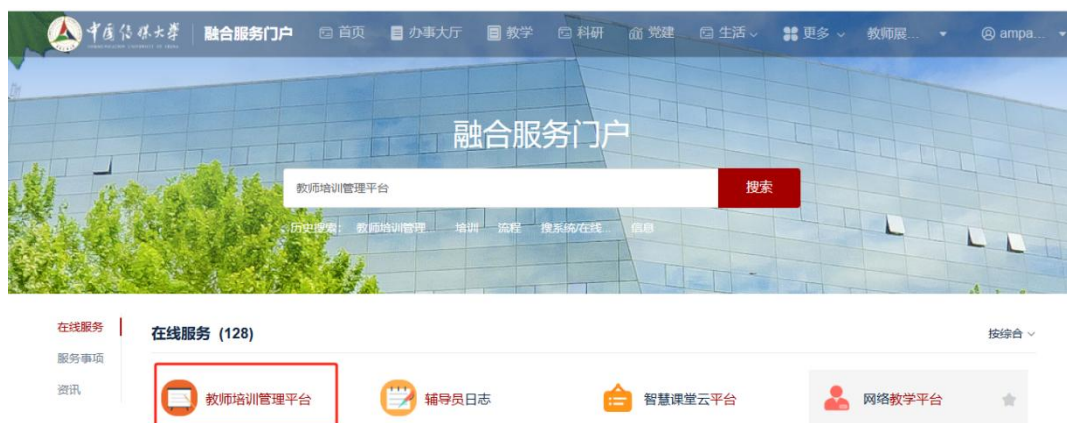 中国传媒大学 融合服务门户 首页 办事大厅 教学 科研 党建 生活 更多 教师展... ampa...
融合服务门户
教师培训管理平台 搜索
历史搜索: 教师培训管理... 培训 流程 搜系统/在线... 信息
在线服务 在线服务 (128) 按综合
服务事项
资讯
教师培训管理平台 辅导员日志 智慧课堂云平台 网络教学平台